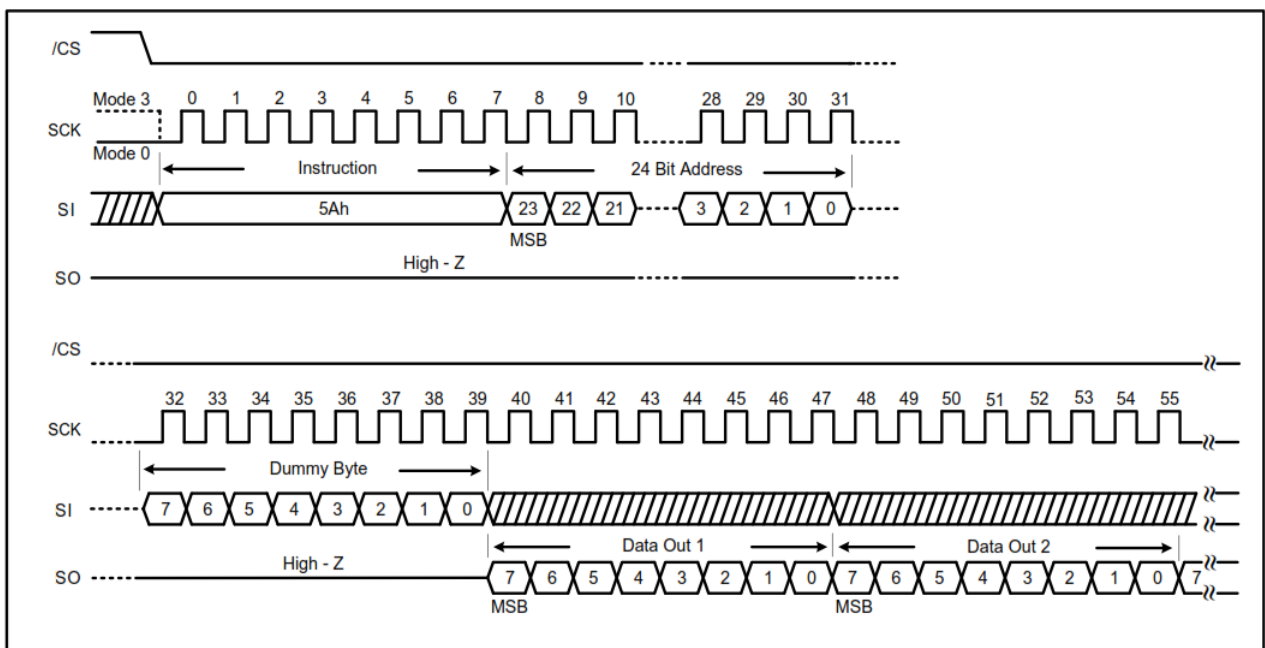 /CS
Mode 3 0 1 2 3 4 5 6 7 8 9 10 28 29 30 31
SCK
Mode 0
Instruction 24 Bit Address
SI 5Ah 23 22 21 3 2 1 0
MSB
High - Z
SO
/CS
32 33 34 35 36 37 38 39 40 41 42 43 44 45 46 47 48 49 50 51 52 53 54 55
SCK
Dummy Byte
SI 7 6 5 4 3 2 1 0
Data Out 1 Data Out 2
High - Z
SO 7 6 5 4 3 2 1 0 7 6 5 4 3 2 1 0 7
MSB MSB